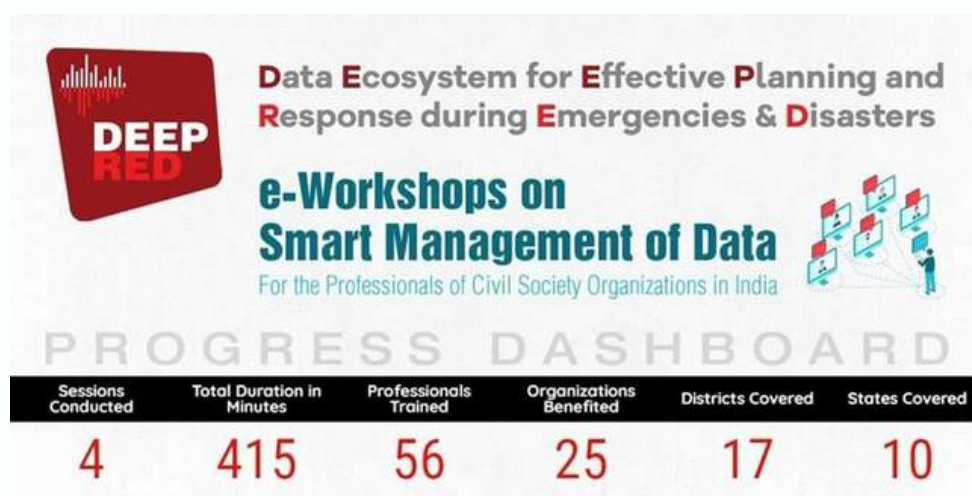 DEEP
RED
Data Ecosystem for Effective Planning and
Response during Emergencies & Disasters
e-Workshops on
Smart Management of Data
For the Professionals of Civil Society Organizations in India
PROGRESS DASHBOARD
Sessions Conducted
Total Duration in Minutes
Professionals Trained
Organizations Benefited
Districts Covered
States Covered
4 415 56 25 17 10